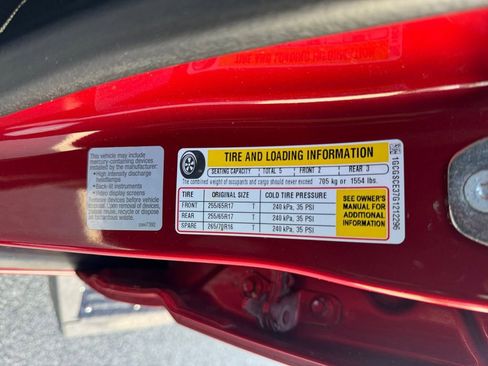 This vehicle may include
mercury-containing devices
installed by the manufacturer:
• High intensity discharge
headlamps
• Back-lit instruments
• Video display screens
Remove devices before vehicle
disposal. Upon removal of devices
please reuse, recycle or dispose
of as hazardous waste.
TIRE AND LOADING INFORMATION
SEATING CAPACITY TOTAL 5 FRONT 2 REAR 3
The combined weight of occupants and cargo should never exceed 705 kg or 1554 lbs.
TIRE ORIGINAL SIZE COLD TIRE PRESSURE
FRONT 255/65R17 T 240 kPa, 35 PSI
REAR 255/65R17 T 240 kPa, 35 PSI
SPARE 265/70R16 T 240 kPa, 35 PSI
SEE OWNER'S
MANUAL FOR
ADDITIONAL
INFORMATION